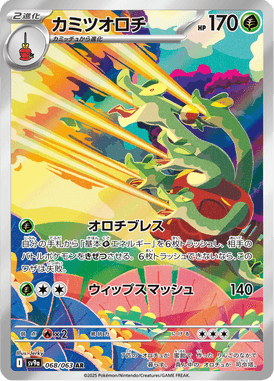 2進化
カミツオロチ
HP 170
カミッチュから進化
オロチブレス
自分の手札から「基本エネルギー」を6枚トラッシュし、相手の
バトルポケモンをきぜつさせる。6枚トラッシュできないなら、この
ワザは失敗。
ウィップスマッシュ 140
×2
Illus. Jerky
I SV9a 068/063 AR
©2025 Pokémon/Nintendo/Creatures/GAME FREAK.